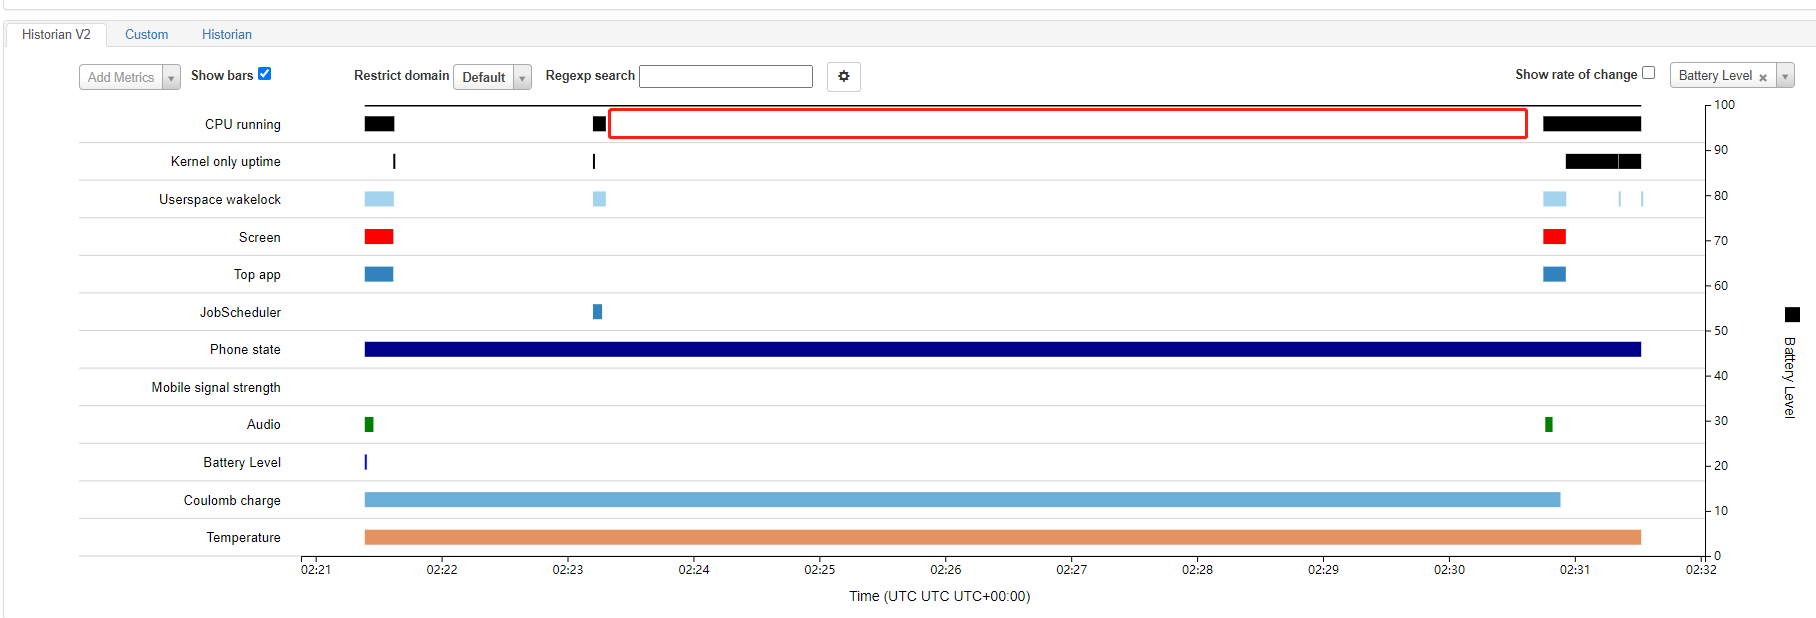 Historian V2 Custom Historian
Add Metrics Show bars Restrict domain Default Regexp search Show rate of change Battery Level ×
CPU running
Kernel only uptime
Userspace wakelock
Screen
Top app
JobScheduler
Phone state
Mobile signal strength
Audio
Battery Level
Coulomb charge
Temperature
100
90
80
70
60
50
40
30
20
10
0
Battery Level
02:21 02:22 02:23 02:24 02:25 02:26 02:27 02:28 02:29 02:30 02:31 02:32
Time (UTC UTC UTC+00:00)